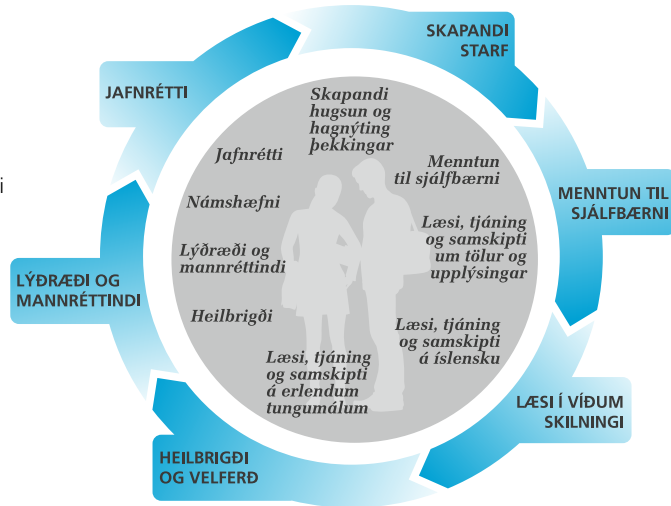 SKAPANDI
STARF
MENNTUN TIL
SJÁLFBÆRNI
LÆSI Í VÍÐUM
SKILNINGI
HEILBRIGÐI
OG VELFERÐ
LÝÐRÆÐI OG
MANNRÉTTINDI
JAFNRÉTTI
Skapandi
hugsun og
hagnýting
þekkingar
Menntun
til sjálfbærni
Læsi, tjáning
og samskipti
um tölur og
upplýsingar
Læsi, tjáning
og samskipti
á íslensku
Læsi, tjáning
og samskipti
á erlendum
tungumálum
Heilbrigði
Lýðræði og
mannréttindi
Námshæfni
Jafnrétti
i